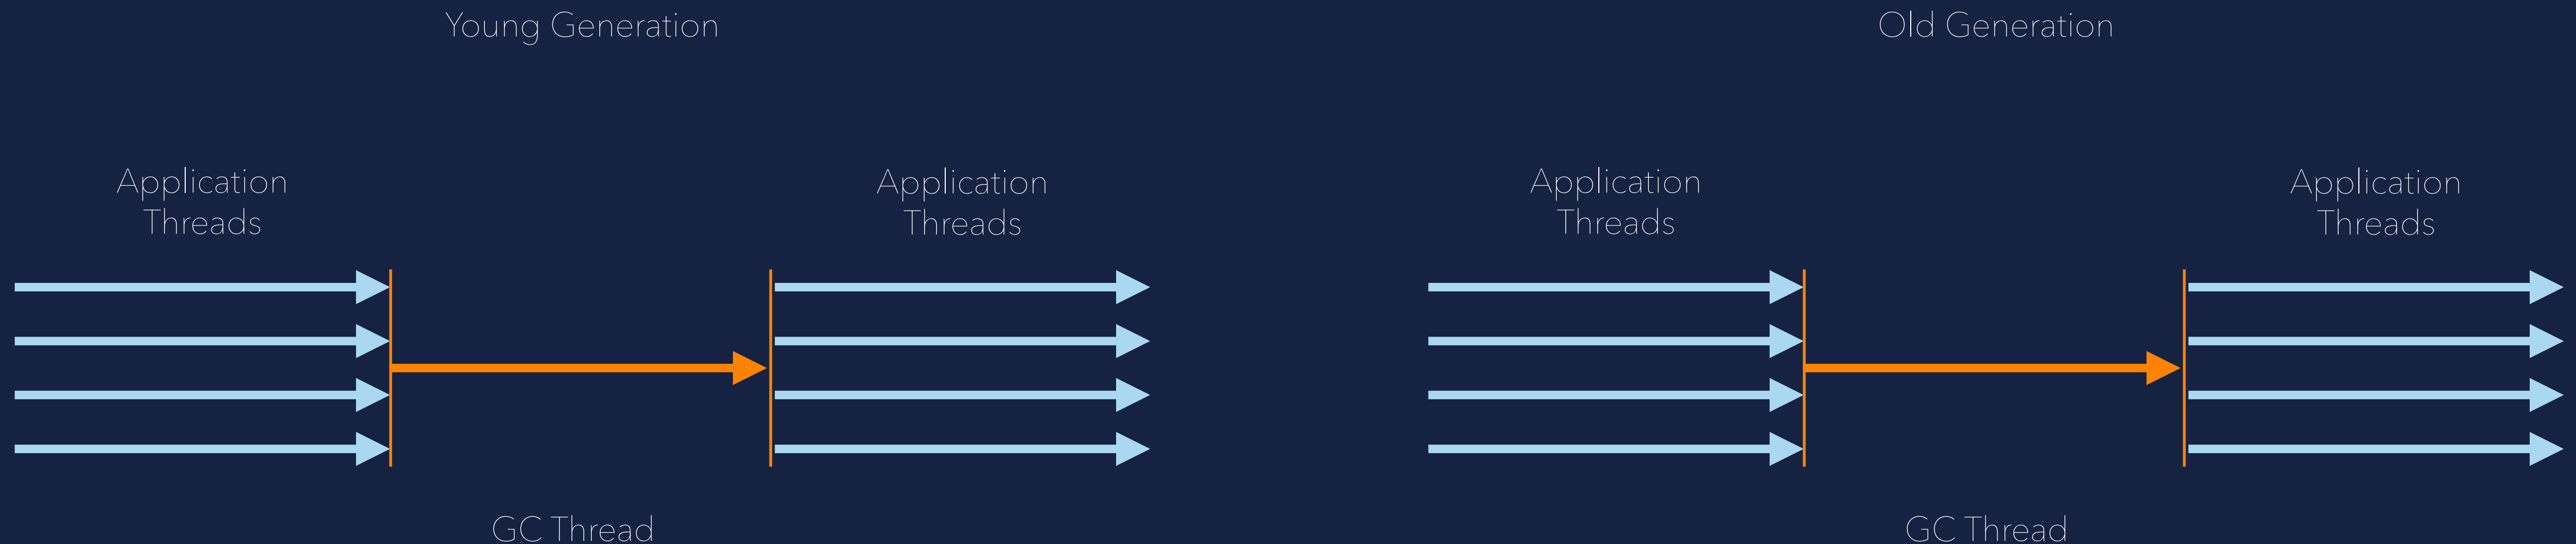 Young Generation
Application
Threads
Application
Threads
GC Thread
Old Generation
Application
Threads
Application
Threads
GC Thread